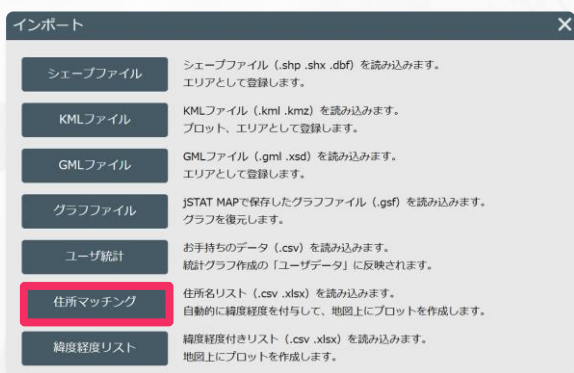 インポート
シェープファイル
シェープファイル（.shp .shx .dbf）を読み込みます。
エリアとして登録します。
KMLファイル
KMLファイル（.kml .kmz）を読み込みます。
プロット、エリアとして登録します。
GMLファイル
GMLファイル（.gml .xsd）を読み込みます。
エリアとして登録します。
グラフファイル
jSTAT MAPで保存したグラフファイル（.gsf）を読み込みます。
グラフを復元します。
ユーザ統計
お手持ちのデータ（.csv）を読み込みます。
統計グラフ作成の「ユーザデータ」に反映されます。
住所マッチング
住所名リスト（.csv .xlsx）を読み込みます。
自動的に緯度経度を付与して、地図上にプロットを作成します。
緯度経度リスト
緯度経度付きリスト（.csv .xlsx）を読み込みます。
地図上にプロットを作成します。